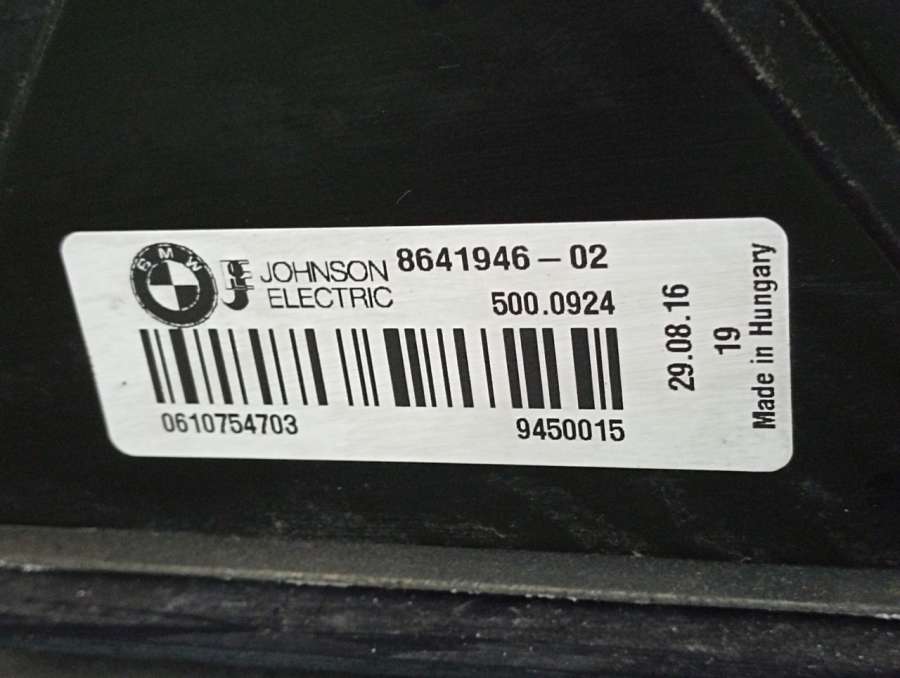 BMW
JOHNSON
ELECTRIC
8641946-02
500.0924
0610754703
9450015
29.08.16
19
Made in Hungary